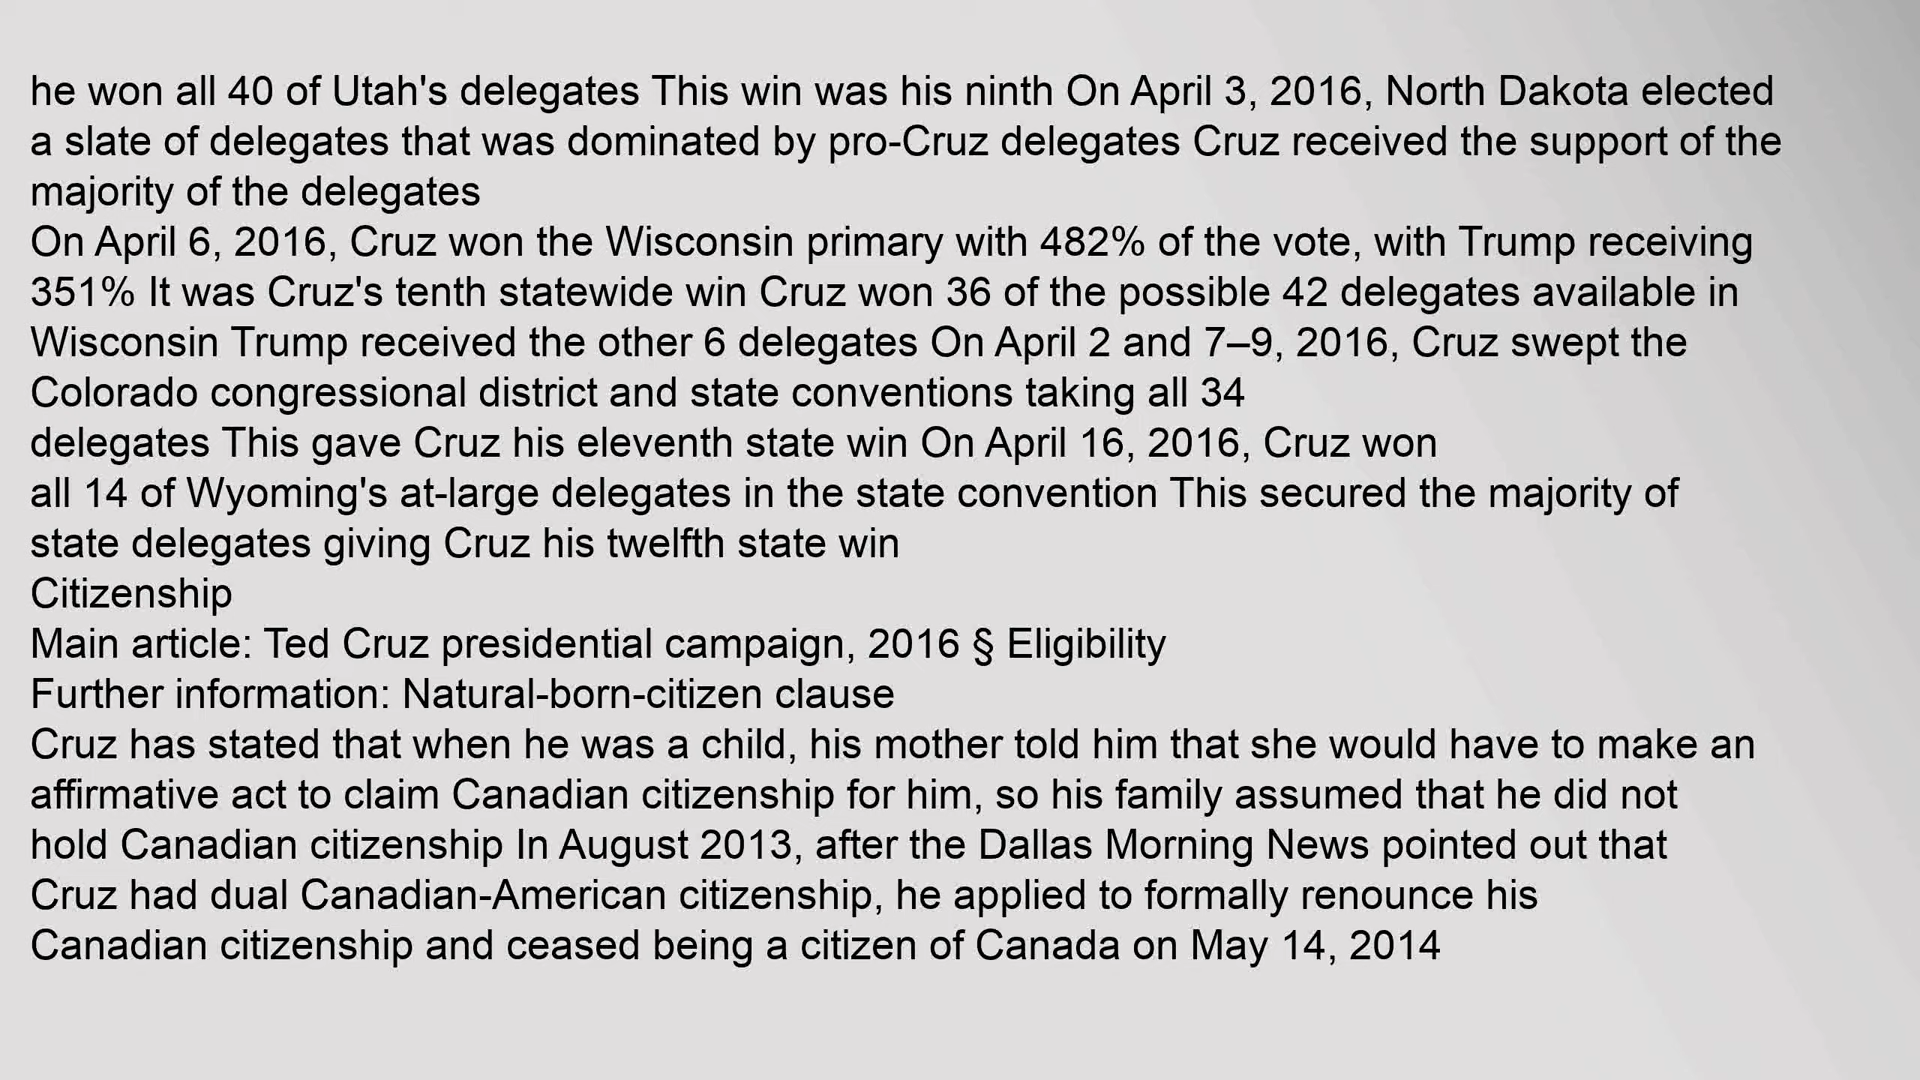 he won all 40 of Utah's delegates This win was his ninth On April 3, 2016, North Dakota elected
a slate of delegates that was dominated by pro-Cruz delegates Cruz received the support of the
majority of the delegates
On April 6, 2016, Cruz won the Wisconsin primary with 482% of the vote, with Trump receiving
351% It was Cruz's tenth statewide win Cruz won 36 of the possible 42 delegates available in
Wisconsin Trump received the other 6 delegates On April 2 and 7–9, 2016, Cruz swept the
Colorado congressional district and state conventions taking all 34
delegates This gave Cruz his eleventh state win On April 16, 2016, Cruz won
all 14 of Wyoming's at-large delegates in the state convention This secured the majority of
state delegates giving Cruz his twelfth state win
Citizenship
Main article: Ted Cruz presidential campaign, 2016 § Eligibility
Further information: Natural-born-citizen clause
Cruz has stated that when he was a child, his mother told him that she would have to make an
affirmative act to claim Canadian citizenship for him, so his family assumed that he did not
hold Canadian citizenship In August 2013, after the Dallas Morning News pointed out that
Cruz had dual Canadian-American citizenship, he applied to formally renounce his
Canadian citizenship and ceased being a citizen of Canada on May 14, 2014